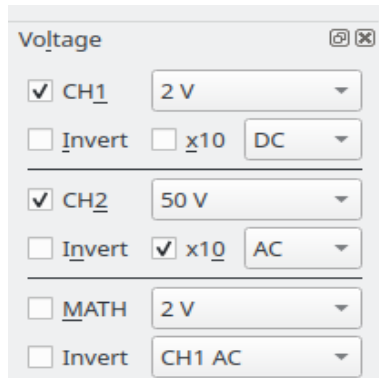 Voltage
CH1 2 V
Invert x10 DC
CH2 50 V
Invert x10 AC
MATH 2 V
Invert CH1 AC